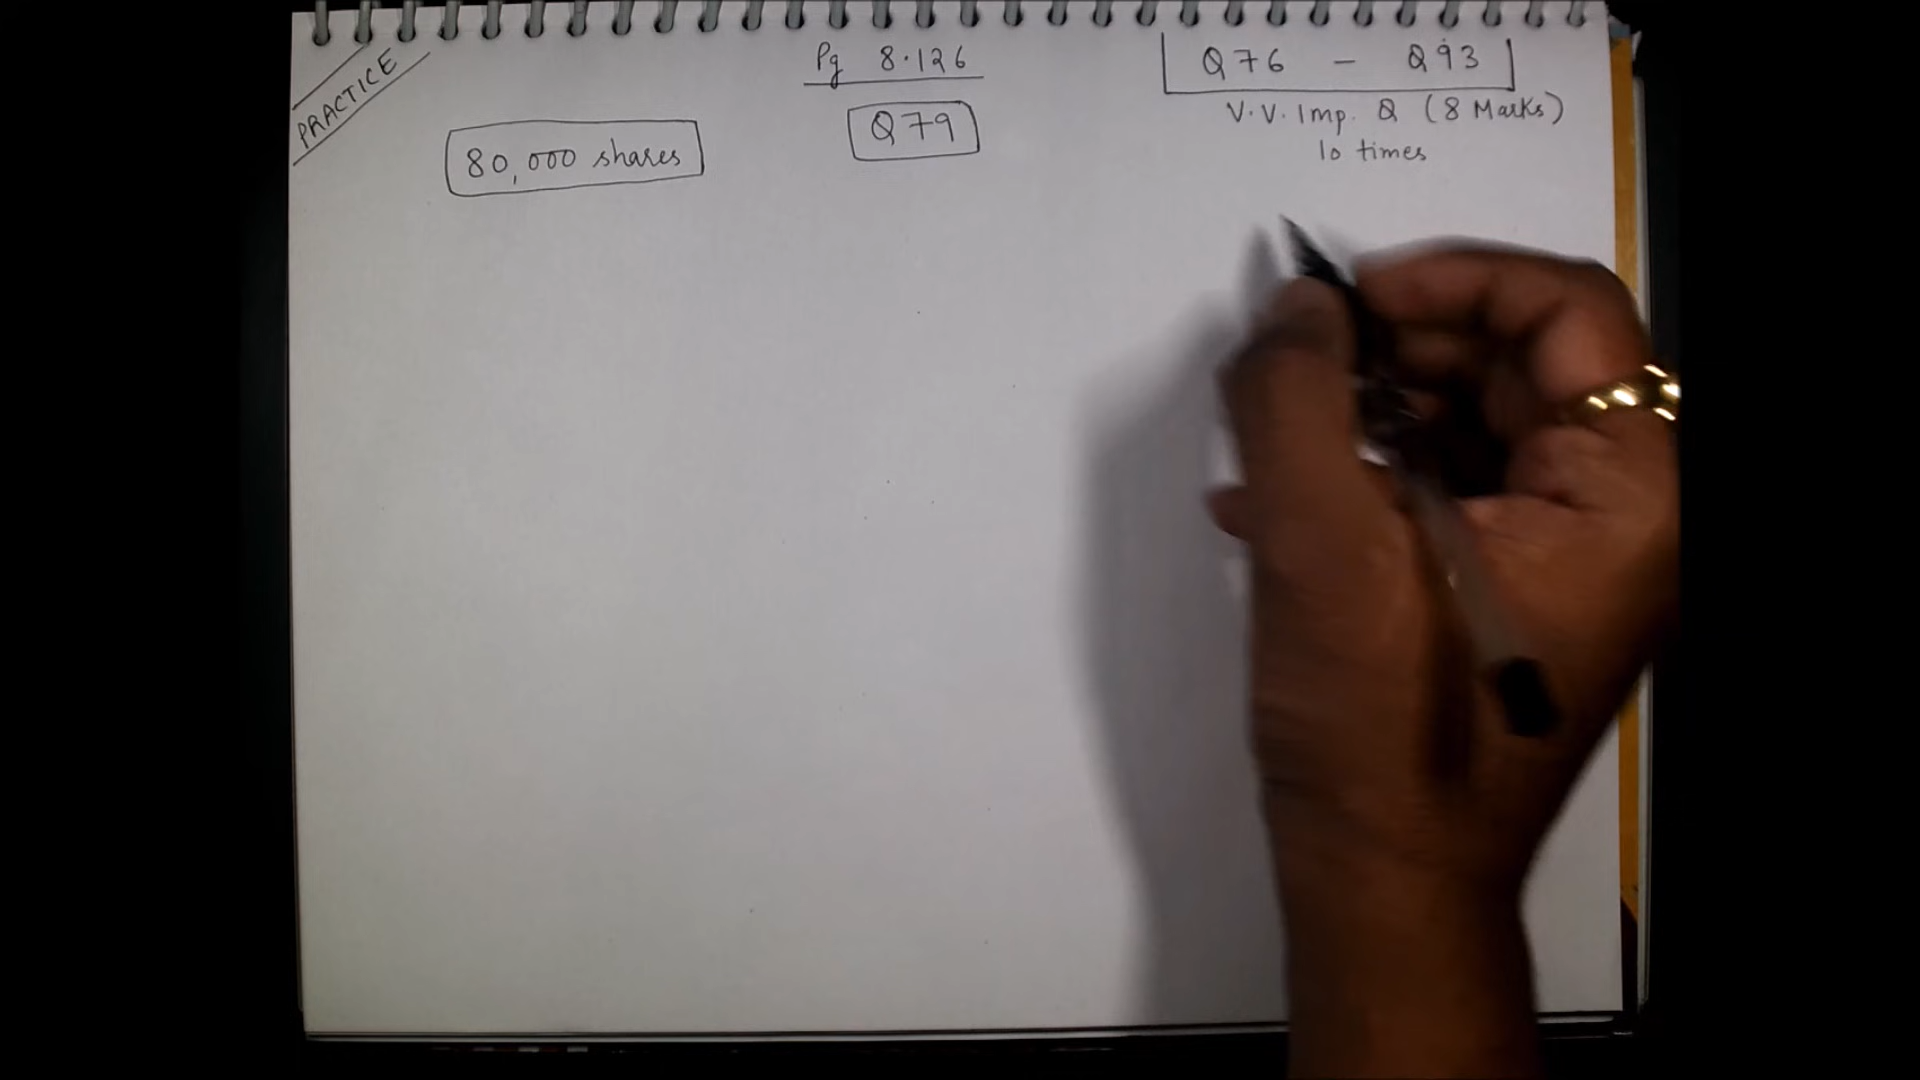 PRACTICE
Pg 8.126
Q76 - Q93
V.V. Imp. Q (8 Marks)
10 times
Q79
80,000 shares